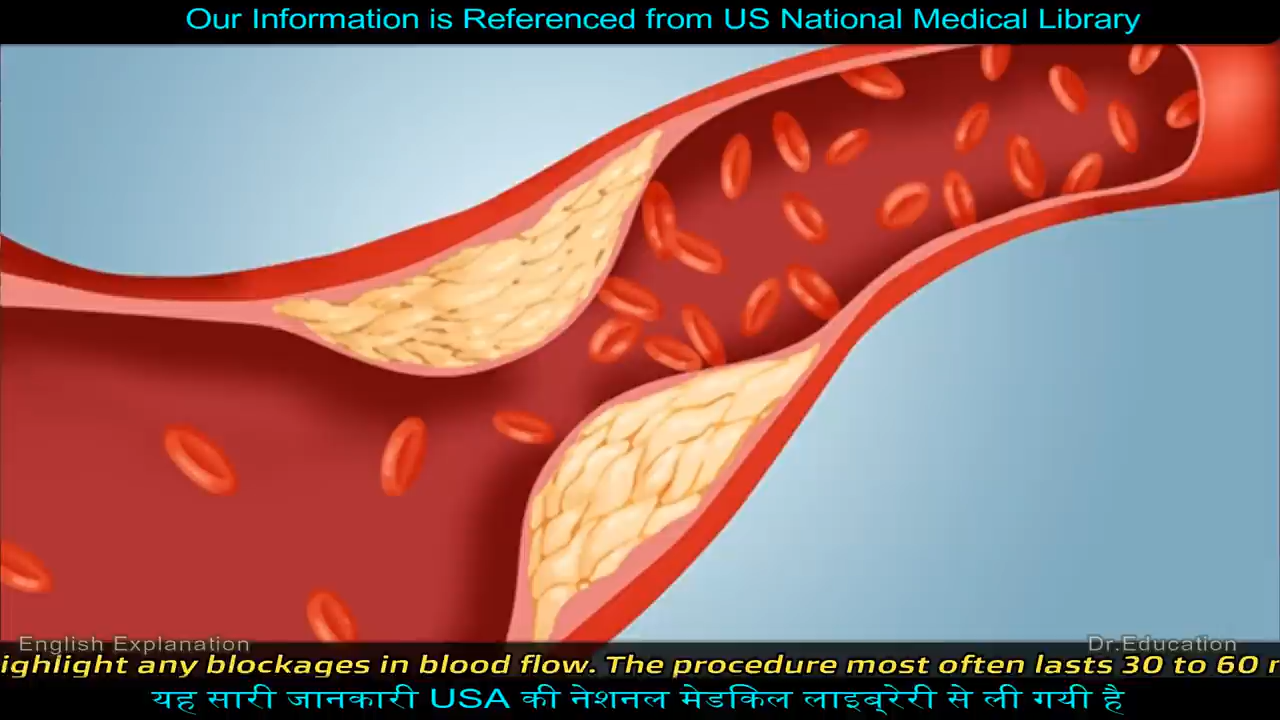 Our Information is Referenced from US National Medical Library
English Explanation
Dr.Education
ighlight any blockages in blood flow. The procedure most often lasts 30 to 60
यह सारी जानकारी USA की नेशनल मेडकिल लाइब्रेरी से ली गयी है